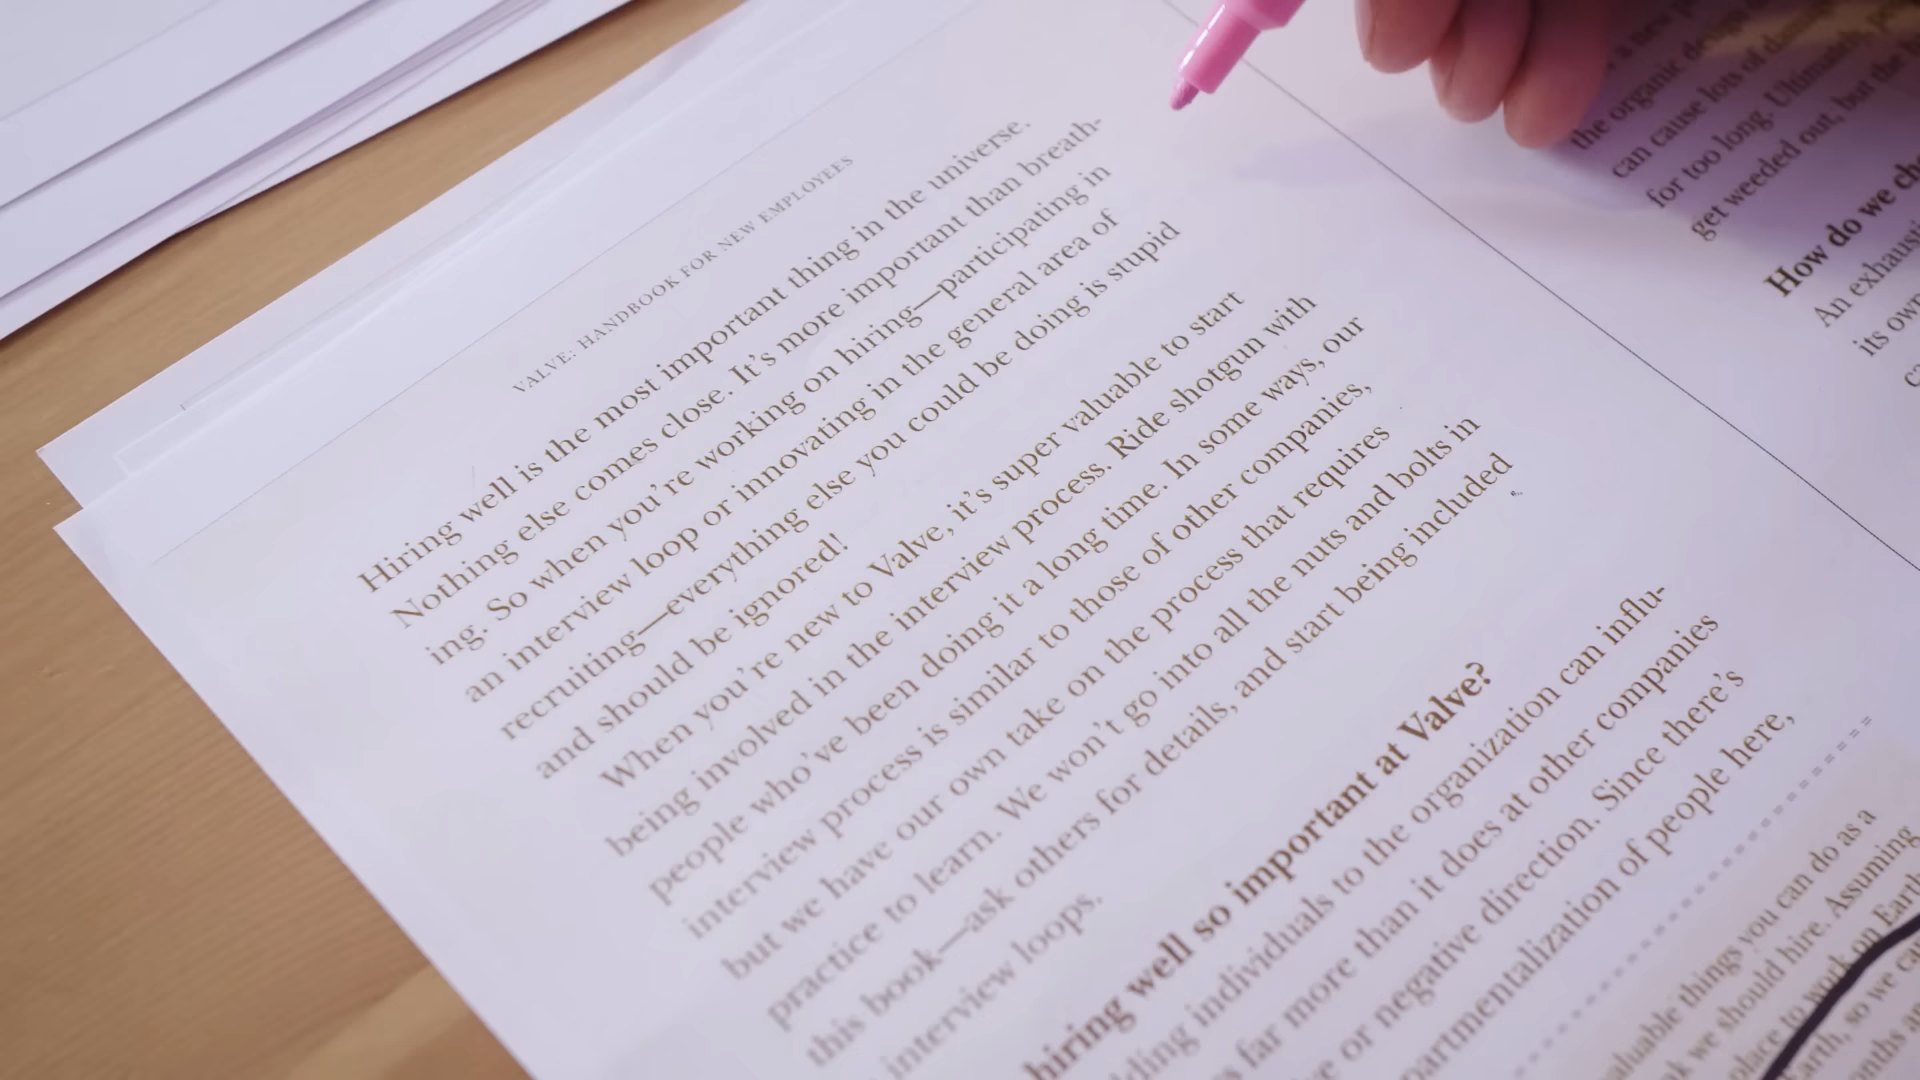 VALVE: HANDBOOK FOR NEW EMPLOYEES
Hiring well is the most important thing in the universe.
Nothing else comes close. It's more important than breath-
ing. So when you're working on hiring—participating in
an interview loop or innovating in the general area of
recruiting—everything else you could be doing is stupid
and should be ignored!
When you're new to Valve, it's super valuable to start
being involved in the interview process. Ride shotgun with
people who've been doing it a long time. In some ways, our
interview process is similar to those of other companies,
but we have our own take on the process that requires
practice to learn. We won't go into all the nuts and bolts in
this book—ask others for details, and start being included
interview loops.
hiring well so important at Valve?
individuals to the organization can influ-
far more than it does at other companies
or negative direction. Since there's
of people here,
things you can do as a
we should hire. Assuming
to work on Earth
so we
a new
the organic design
can cause lots of
for too long. Ultimately,
get weeded out, but the
How do we
An
its own